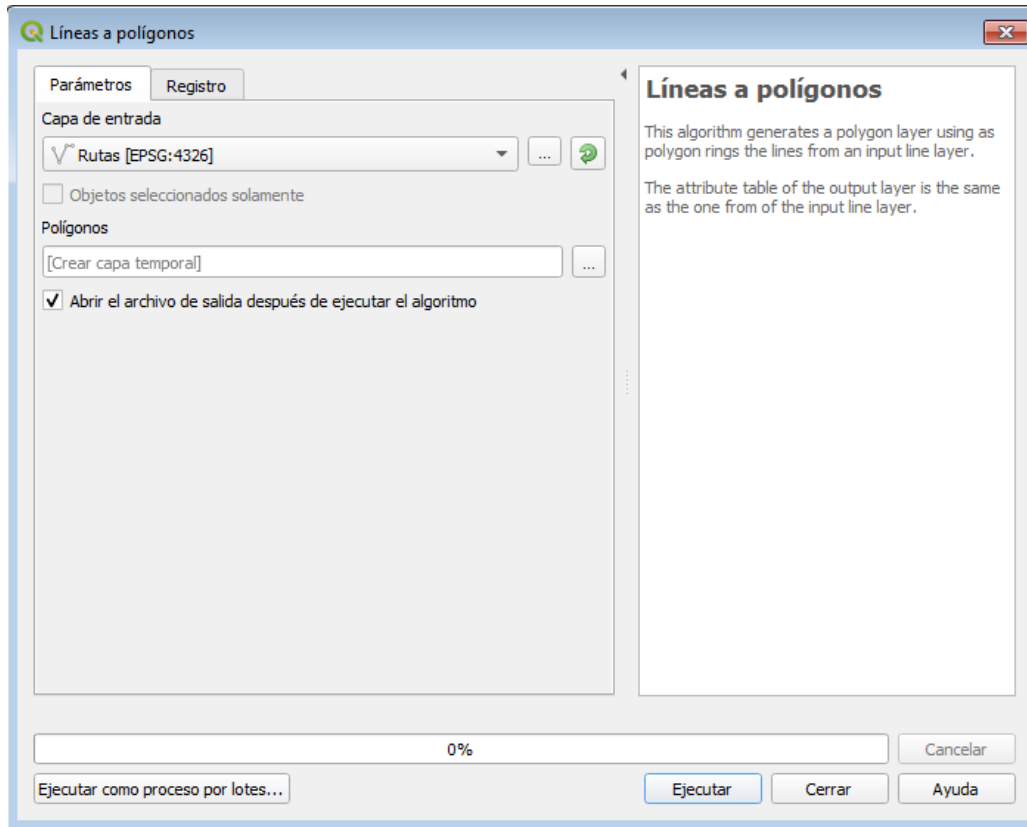 Líneas a polígonos
Parámetros
Registro
Capa de entrada
Rutas [EPSG:4326]
...
Objetos seleccionados solamente
Polígonos
[Crear capa temporal]
...
Abrir el archivo de salida después de ejecutar el algoritmo
Líneas a polígonos
This algorithm generates a polygon layer using as
polygon rings the lines from an input line layer.
The attribute table of the output layer is the same
as the one from of the input line layer.
0%
Cancelar
Ejecutar como proceso por lotes...
Ejecutar
Cerrar
Ayuda